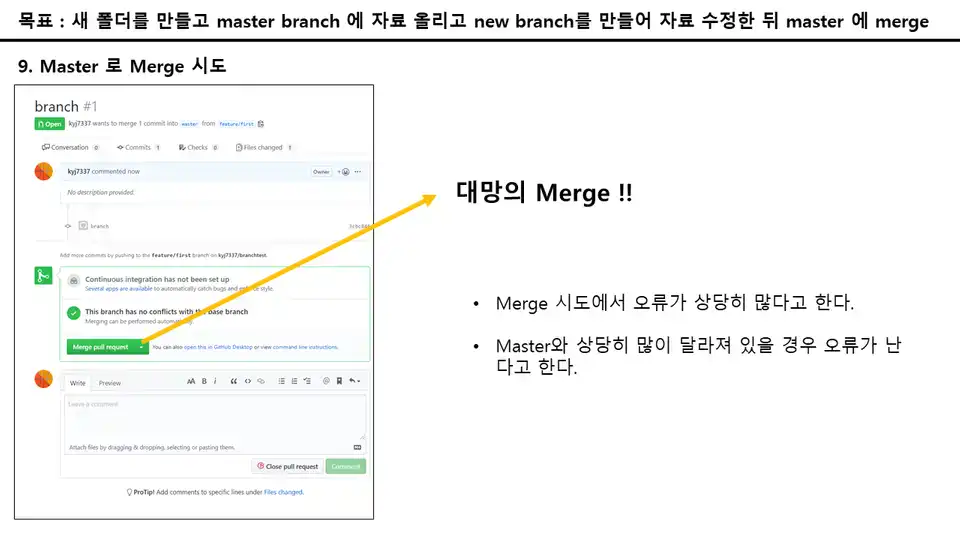 목표 : 새 폴더를 만들고 master branch 에 자료 올리고 new branch를 만들어 자료 수정한 뒤 master 에 merge
9. Master 로 Merge 시도
branch #1
Open kyj7337 wants to merge 1 commit into master from feature/first
Conversation 0 Commits 1 Checks 0 Files changed 1
kyj7337 commented now Owner
No description provided.
branch
Add more commits by pushing to the feature/first branch on kyj7337/branchtest.
Continuous integration has not been set up
Several apps are available to automatically catch bugs and enforce style.
This branch has no conflicts with the base branch
Merging can be performed automatically.
Merge pull request You can also open this in GitHub Desktop or view command line instructions.
Write Preview AA B i
Leave a comment
Attach files by dragging & dropping, selecting or pasting them.
Close pull request Comment
ProTip! Add comments to specific lines under Files changed.
대망의 Merge !!
• Merge 시도에서 오류가 상당히 많다고 한다.
• Master와 상당히 많이 달라져 있을 경우 오류가 난
다고 한다.